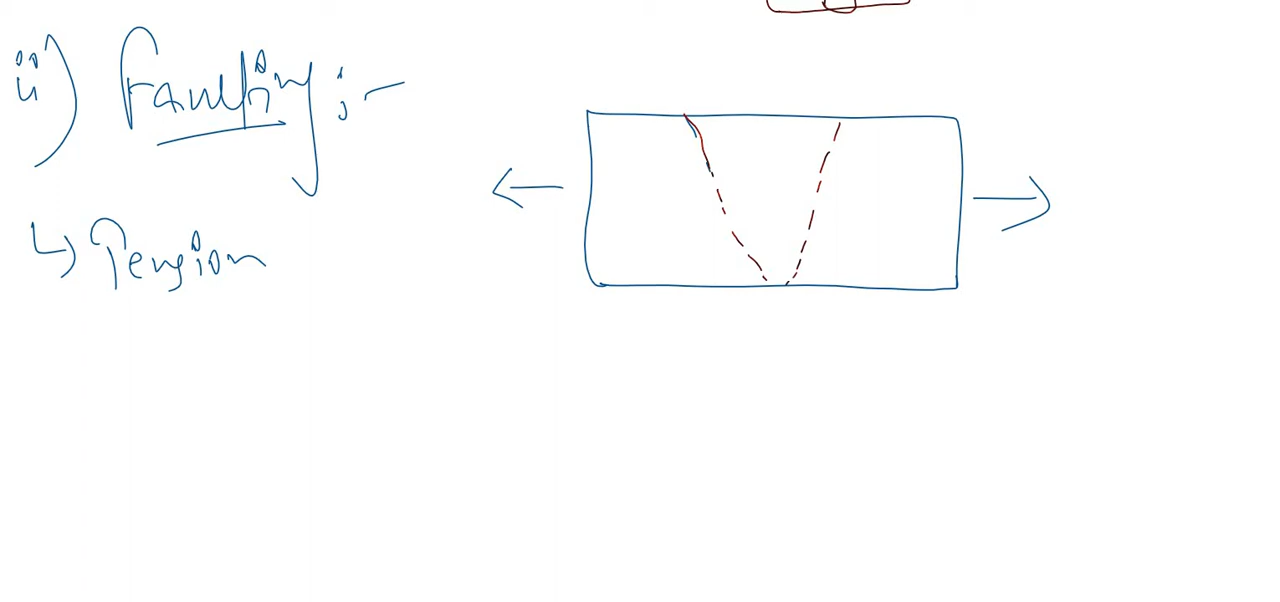 ii) Faulting :-
↳ Tension